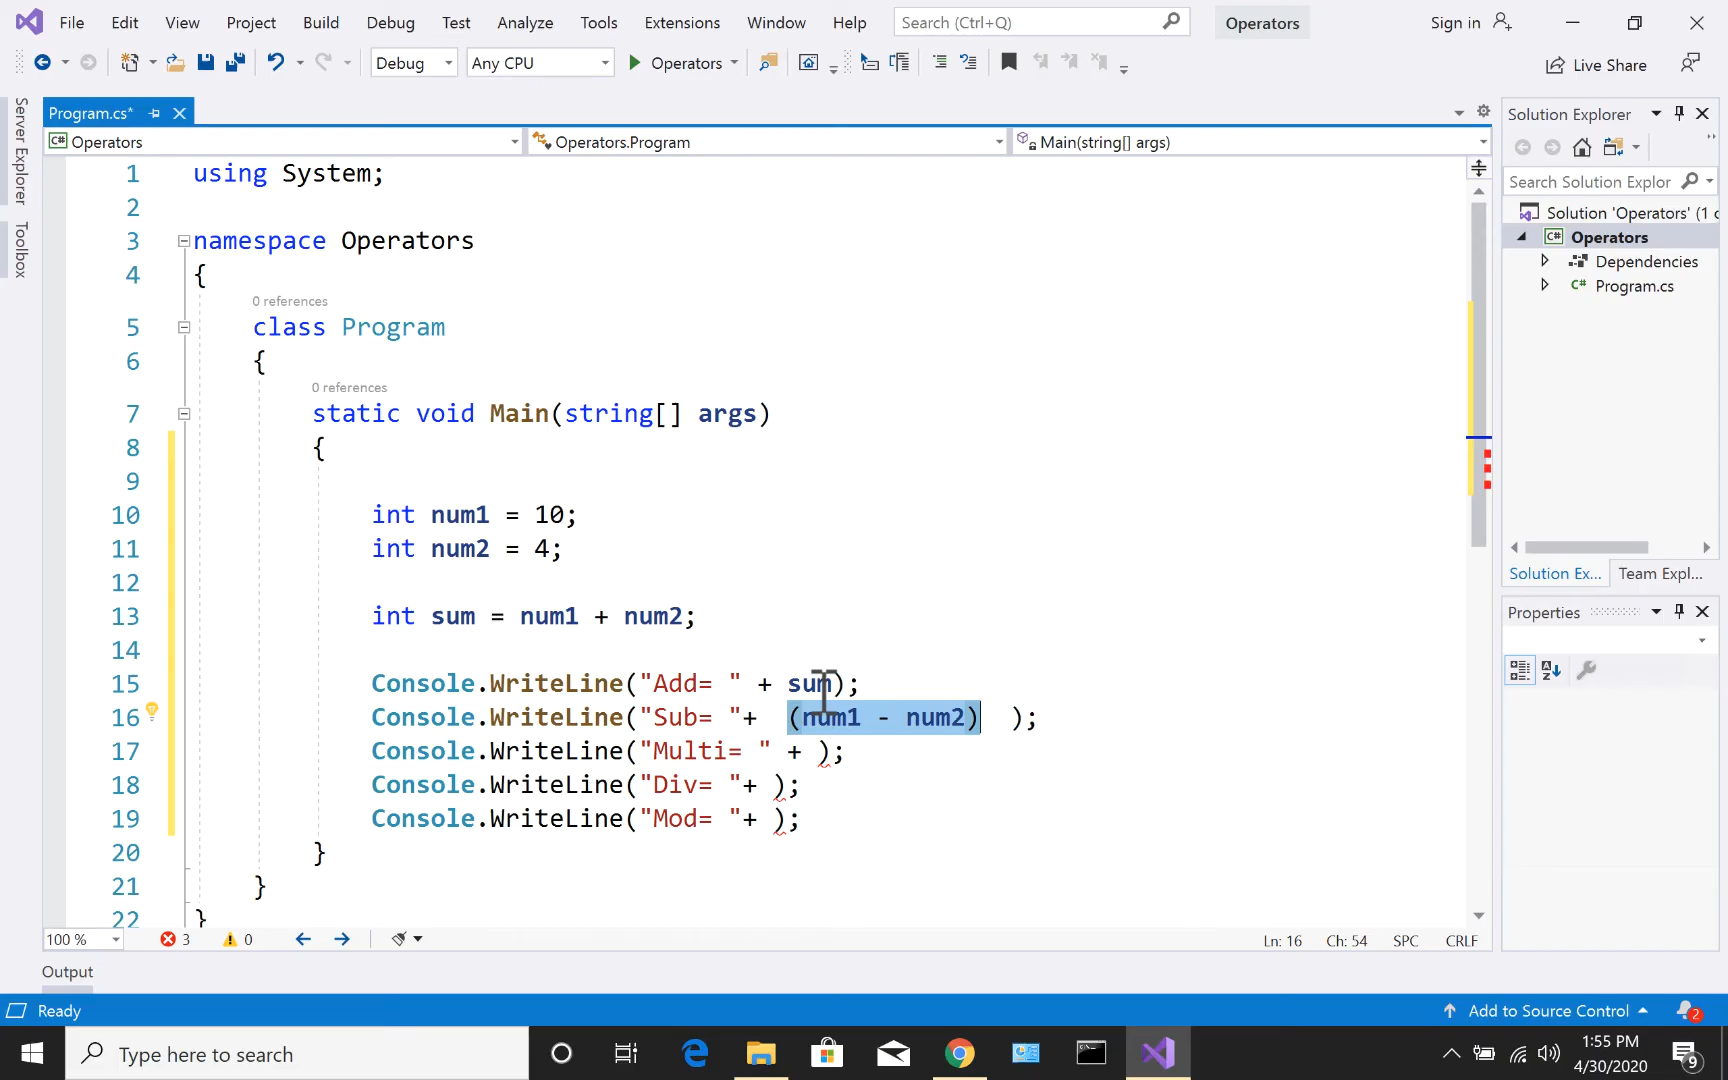 File Edit View Project Build Debug Test Analyze Tools Extensions Window Help Search (Ctrl+Q) Operators Sign in
Debug Any CPU Operators Live Share
Server Explorer
Toolbox
Program.cs*
Operators Operators.Program Main(string[] args)
1 using System;
2
3 namespace Operators
4 {
0 references
5 class Program
6 {
0 references
7 static void Main(string[] args)
8 {
9
10 int num1 = 10;
11 int num2 = 4;
12
13 int sum = num1 + num2;
14
15 Console.WriteLine("Add= " + sum);
16 Console.WriteLine("Sub= "+ (num1 - num2) );
17 Console.WriteLine("Multi= " + );
18 Console.WriteLine("Div= "+ );
19 Console.WriteLine("Mod= "+ );
20 }
21 }
22 }
100 % 3 0 Ln: 16 Ch: 54 SPC CRLF
Output
Solution Explorer
Search Solution Explor
Solution 'Operators' (1
C# Operators
Dependencies
C# Program.cs
Solution Ex... Team Expl...
Properties
Ready Add to Source Control 2
Type here to search
1:55 PM
4/30/2020
9